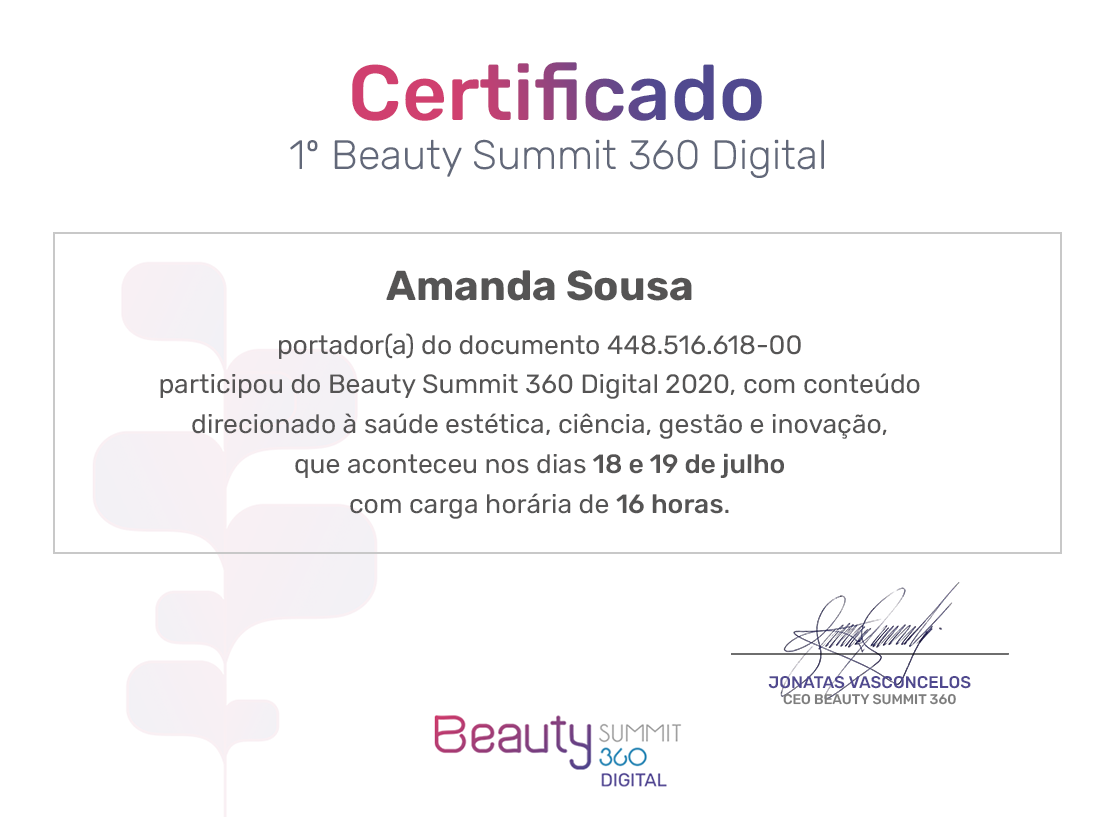 Certificado
1º Beauty Summit 360 Digital
Amanda Sousa
portador(a) do documento 448.516.618-00
participou do Beauty Summit 360 Digital 2020, com conteúdo
direcionado à saúde estética, ciência, gestão e inovação,
que aconteceu nos dias 18 e 19 de julho
com carga horária de 16 horas.
JONATAS VASCONCELOS
CEO BEAUTY SUMMIT 360
Beauty SUMMIT
360
DIGITAL